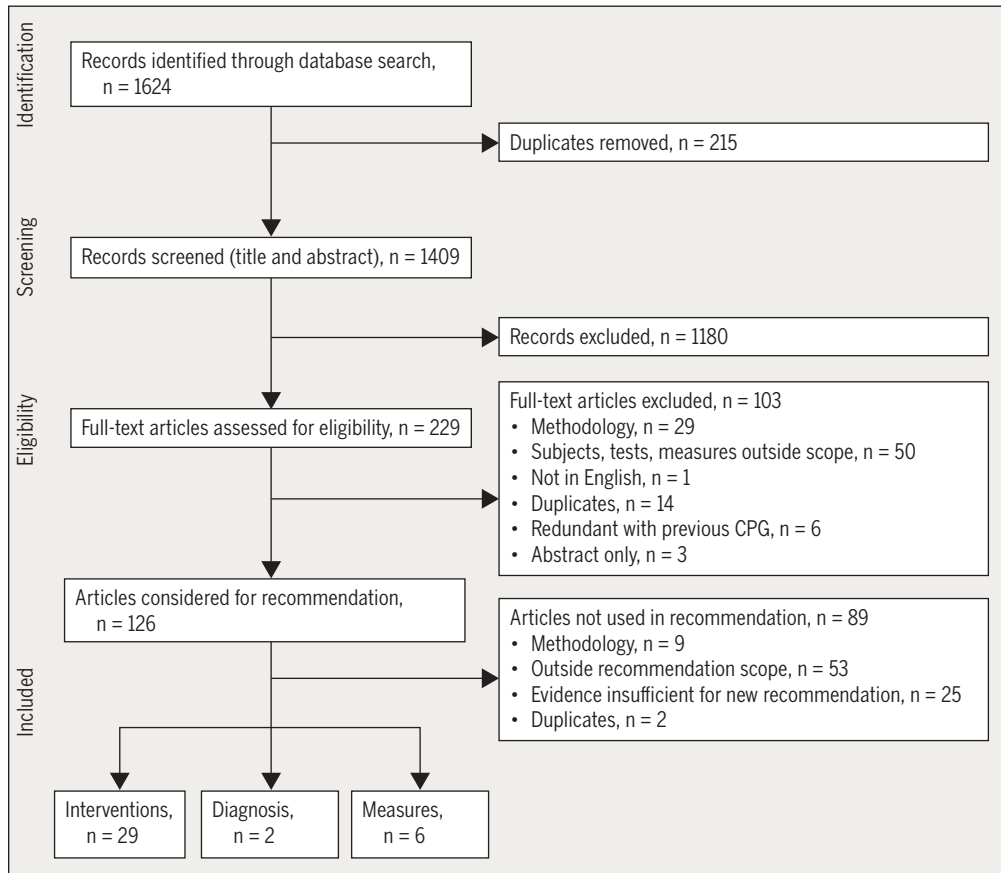 Identification
Records identified through database search,
n = 1624
Duplicates removed, n = 215
Screening
Records screened (title and abstract), n = 1409
Records excluded, n = 1180
Eligibility
Full-text articles assessed for eligibility, n = 229
Full-text articles excluded, n = 103
• Methodology, n = 29
• Subjects, tests, measures outside scope, n = 50
• Not in English, n = 1
• Duplicates, n = 14
• Redundant with previous CPG, n = 6
• Abstract only, n = 3
Included
Articles considered for recommendation,
n = 126
Articles not used in recommendation, n = 89
• Methodology, n = 9
• Outside recommendation scope, n = 53
• Evidence insufficient for new recommendation, n = 25
• Duplicates, n = 2
Interventions,
n = 29
Diagnosis,
n = 2
Measures,
n = 6